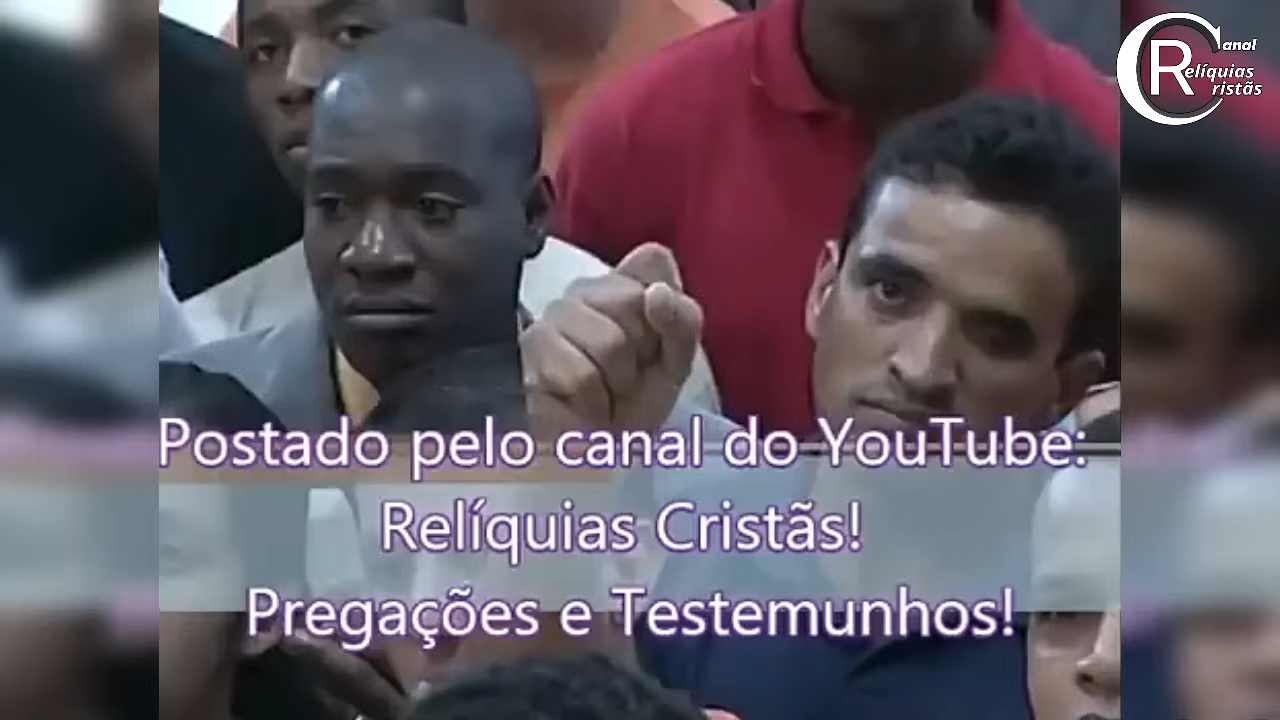 Canal
Relíquias
Cristãs
Postado pelo canal do YouTube:
Relíquias Cristãs!
Pregações e Testemunhos!